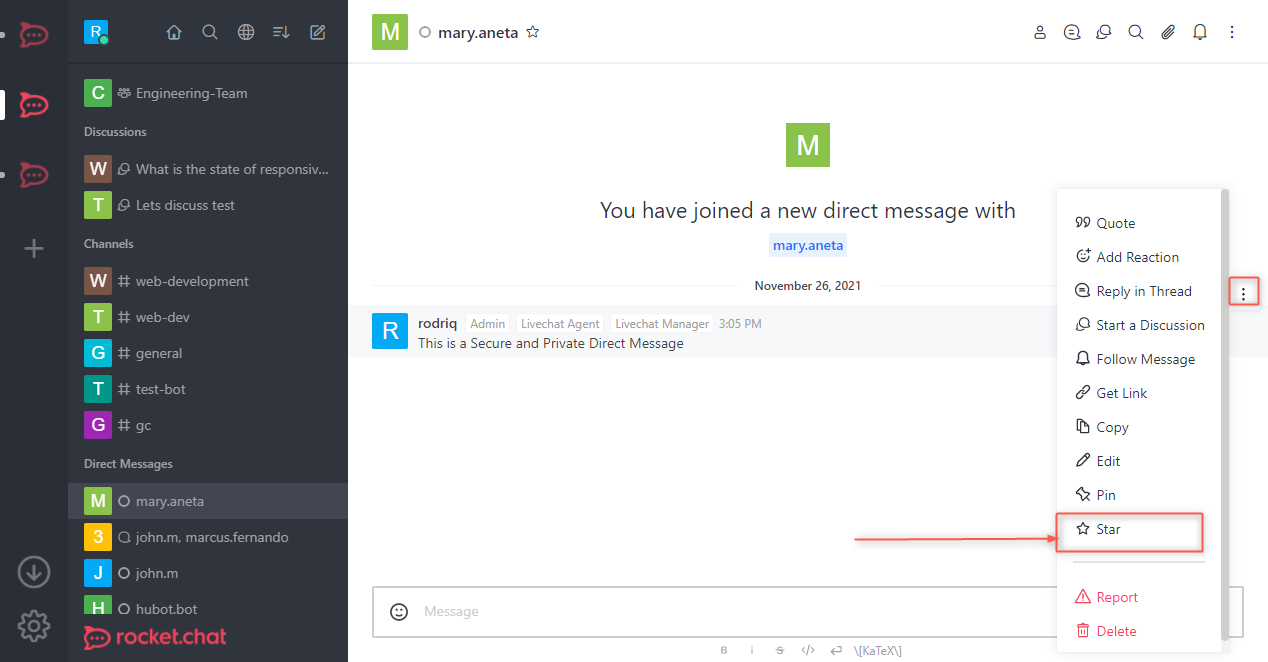 R
C Engineering-Team
Discussions
W What is the state of responsiv...
T Lets discuss test
Channels
W web-development
T web-dev
G general
T test-bot
G gc
Direct Messages
M mary.aneta
3 john.m, marcus.fernando
J john.m
H hubot.bot
rocket.chat
M mary.aneta
M
You have joined a new direct message with
mary.aneta
November 26, 2021
R rodriq Admin Livechat Agent Livechat Manager 3:05 PM
This is a Secure and Private Direct Message
Quote
Add Reaction
Reply in Thread
Start a Discussion
Follow Message
Get Link
Copy
Edit
Pin
Star
Report
Delete
Message
B i S </> \[KaTeX\]